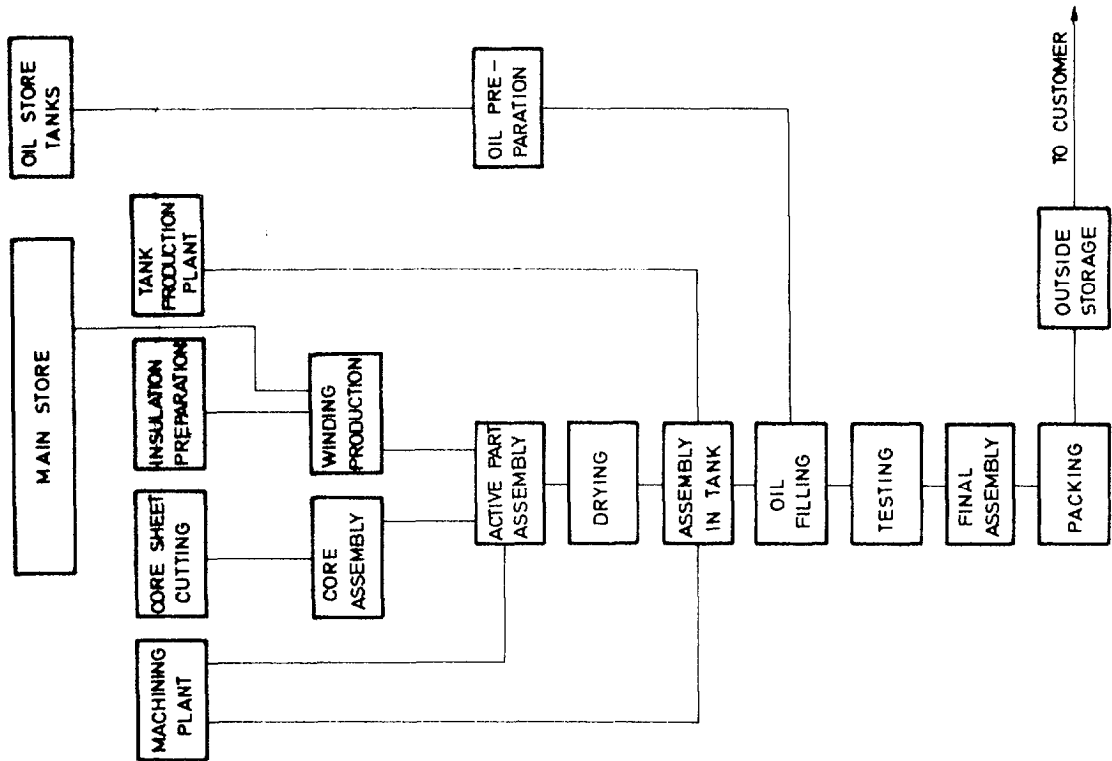 MAIN STORE
OIL STORE
TANKS
MACHINING
PLANT
CORE SHEET
CUTTING
INSULATION
PREPARATION
TANK
PRODUCTION
PLANT
CORE
ASSEMBLY
WINDING
PRODUCTION
OIL PRE-
PARATION
ACTIVE PART
ASSEMBLY
DRYING
ASSEMBLY
IN TANK
OIL
FILLING
TESTING
FINAL
ASSEMBLY
PACKING
OUTSIDE
STORAGE
TO CUSTOMER